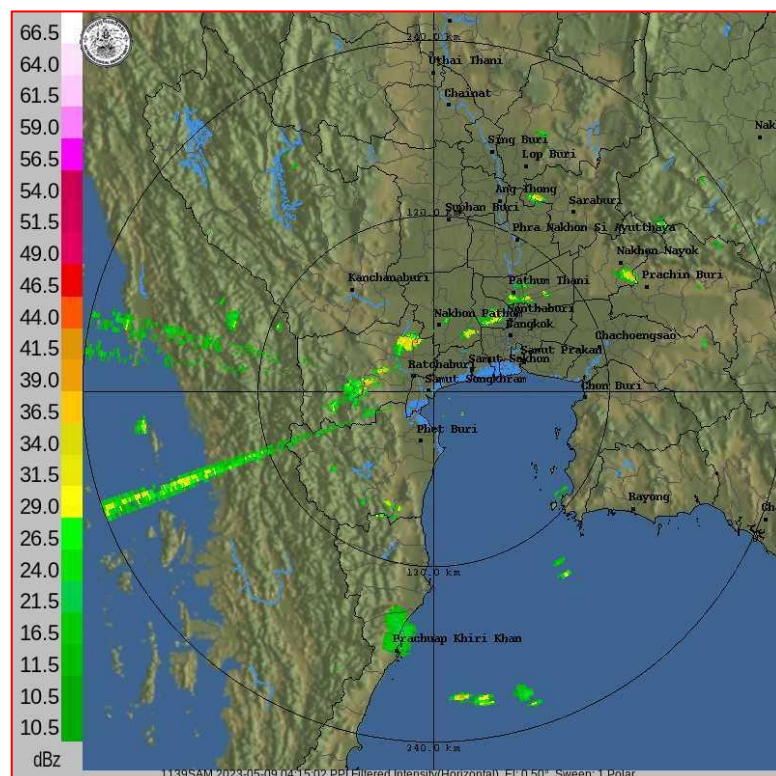 66.5
64.0
61.5
59.0
56.5
54.0
51.5
49.0
46.5
44.0
41.5
39.0
36.5
34.0
31.5
29.0
26.5
24.0
21.5
16.5
11.5
10.5
10.5
dBz
240.0 km
Uthai Thani
Chainat
Sing Buri
Lop Buri
Nak
Ang Thong
Saraburi
Suphan Buri
120.0 km
Phra Nakhon Si Ayutthaya
Nakhon Nayok
Prachin Buri
Kanchanaburi
Pathum Thani
Nonthaburi
Nakhon Pathom
Bangkok
Chachoengsao
Samut Prakan
Samut Sakhon
Ratchaburi
Samut Songkhram
Chon Buri
Phet Buri
Rayong
Cha
Prachuap Khiri Khan
240.0 km
1139SAM 2023-05-09 04:15:02 PPI Filtered Intensity(Horizontal) El: 0.50° Sweep: 1 Polar